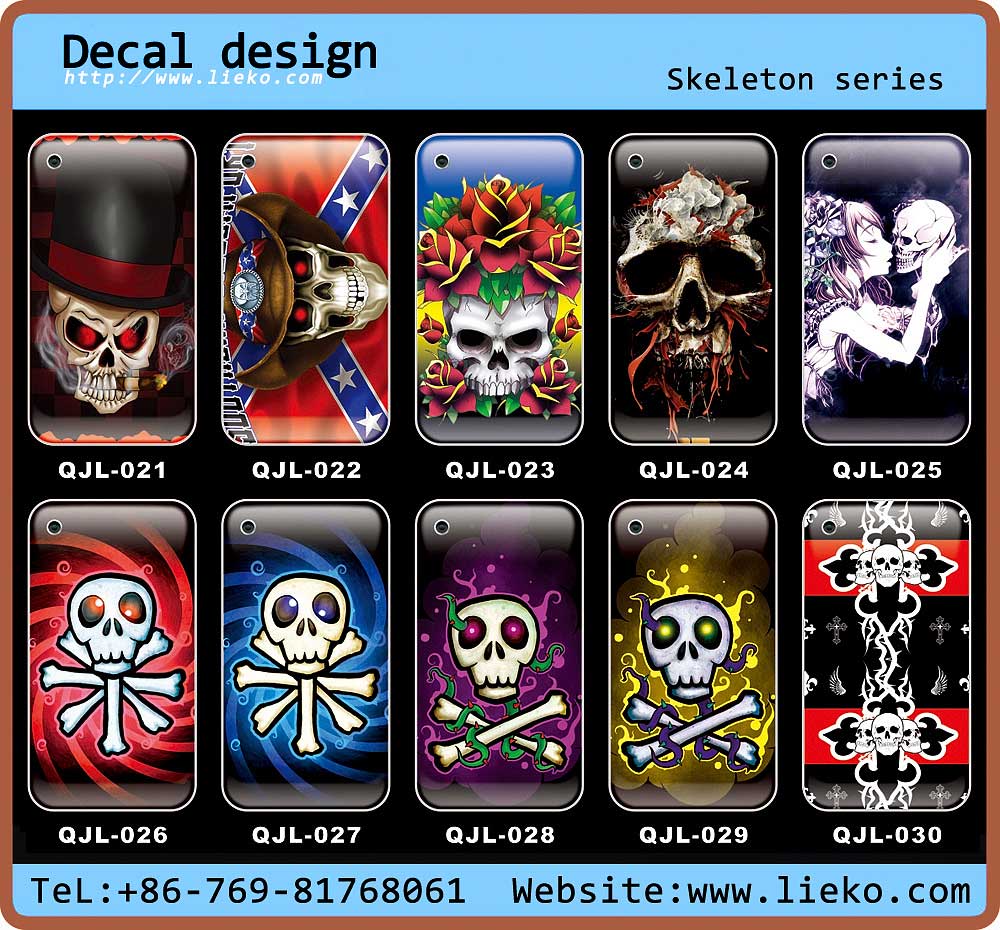 Decal design
http://www.lieko.com
Skeleton series
QJL-021 QJL-022 QJL-023 QJL-024 QJL-025
QJL-026 QJL-027 QJL-028 QJL-029 QJL-030
TeL:+86-769-81768061 Website:www.lieko.com